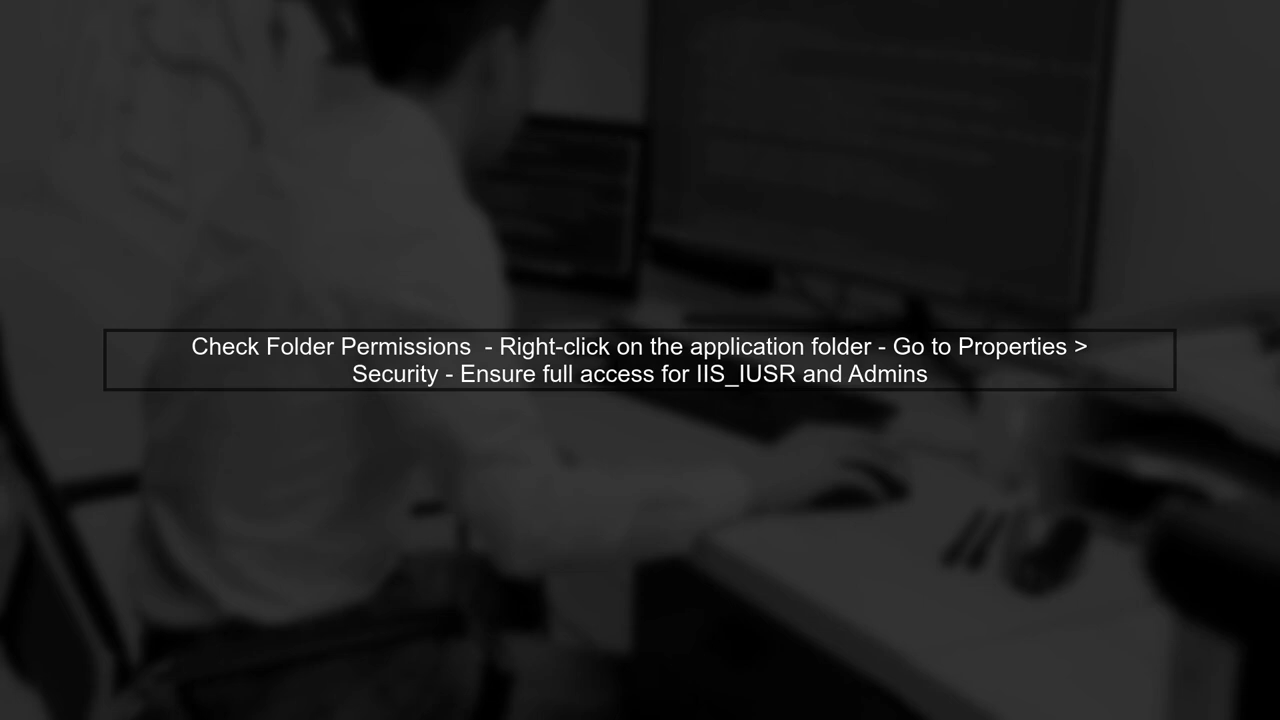 Check Folder Permissions  - Right-click on the application folder - Go to Properties >
Security - Ensure full access for IIS_IUSR and Admins